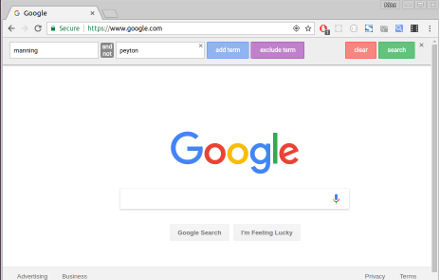 Google
Secure https://www.google.com
manning and not peyton add term exclude term clear search
Google
Google Search I'm Feeling Lucky
Advertising Business Privacy Terms